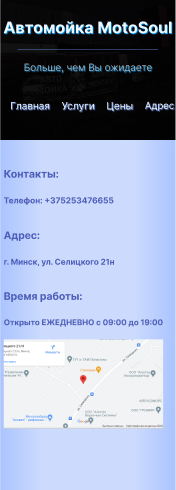 Автомойка MotoSoul
Больше, чем Вы ожидаете
Главная Услуги Цены Адрес
Контакты:
Телефон: +375253476655
Адрес:
г. Минск, ул. Селицкого 21н
Время работы:
Открыто ЕЖЕДНЕВНО с 09:00 до 19:00